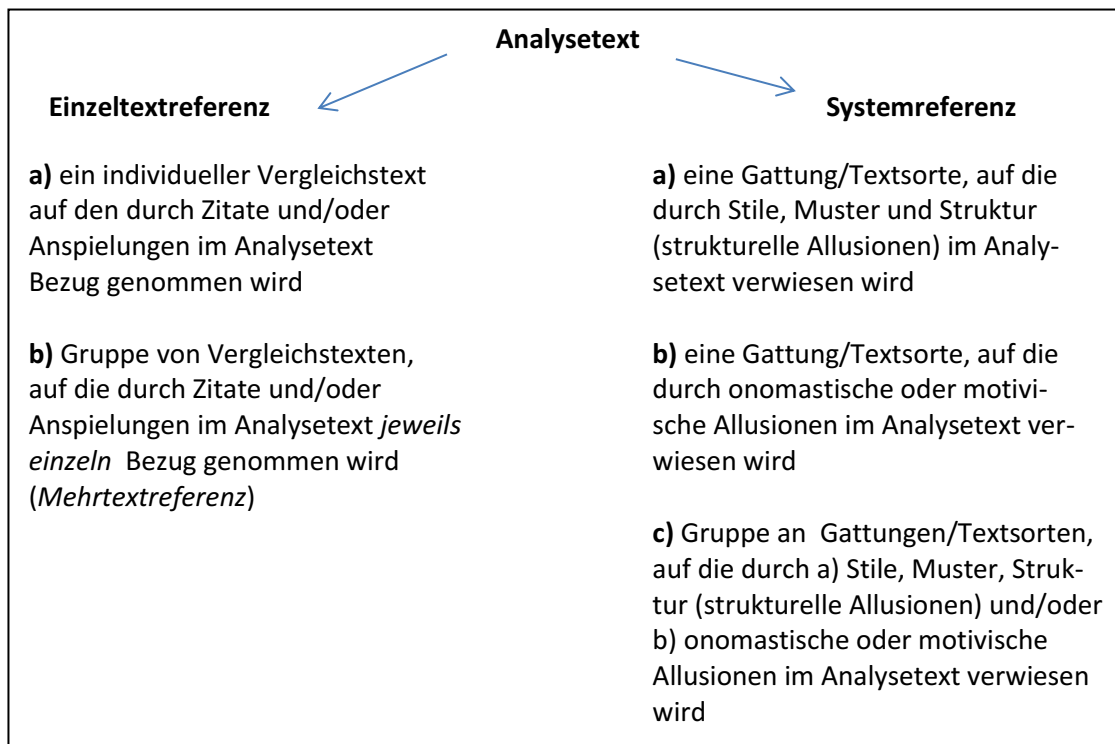 Analysetext
Einzeltextreferenz
a) ein individueller Vergleichstext
auf den durch Zitate und/oder
Anspielungen im Analysetext
Bezug genommen wird
b) Gruppe von Vergleichstexten,
auf die durch Zitate und/oder
Anspielungen im Analysetext jeweils
einzeln Bezug genommen wird
(Mehrtextreferenz)
Systemreferenz
a) eine Gattung/Textsorte, auf die
durch Stile, Muster und Struktur
(strukturelle Allusionen) im Analy-
setext verwiesen wird
b) eine Gattung/Textsorte, auf die
durch onomastische oder motivi-
sche Allusionen im Analysetext ver-
wiesen wird
c) Gruppe an Gattungen/Textsorten,
auf die durch a) Stile, Muster, Struk-
tur (strukturelle Allusionen) und/oder
b) onomastische oder motivische
Allusionen im Analysetext verwiesen
wird